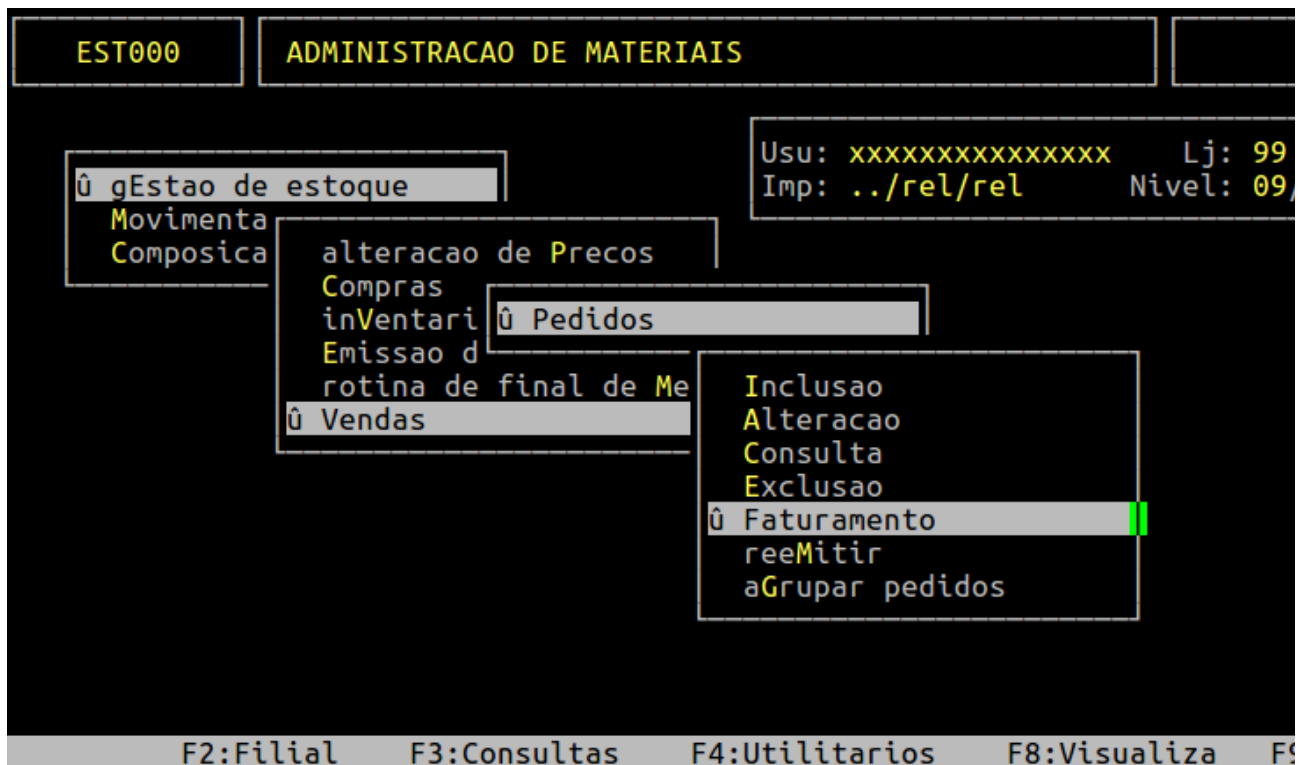 EST000 ADMINISTRACAO DE MATERIAIS
Usu: xxxxxxxxxxxxxxx Lj: 99
Imp: ../rel/rel Nivel: 09/
û gEstao de estoque
Movimenta
Composica
alteracao de Precos
Compras
inVentari
Emissao d
rotina de final de Me
û Vendas
û Pedidos
Inclusao
Alteracao
Consulta
Exclusao
û Faturamento
reeMitir
aGrupar pedidos
F2:Filial F3:Consultas F4:Utilitarios F8:Visualiza F9